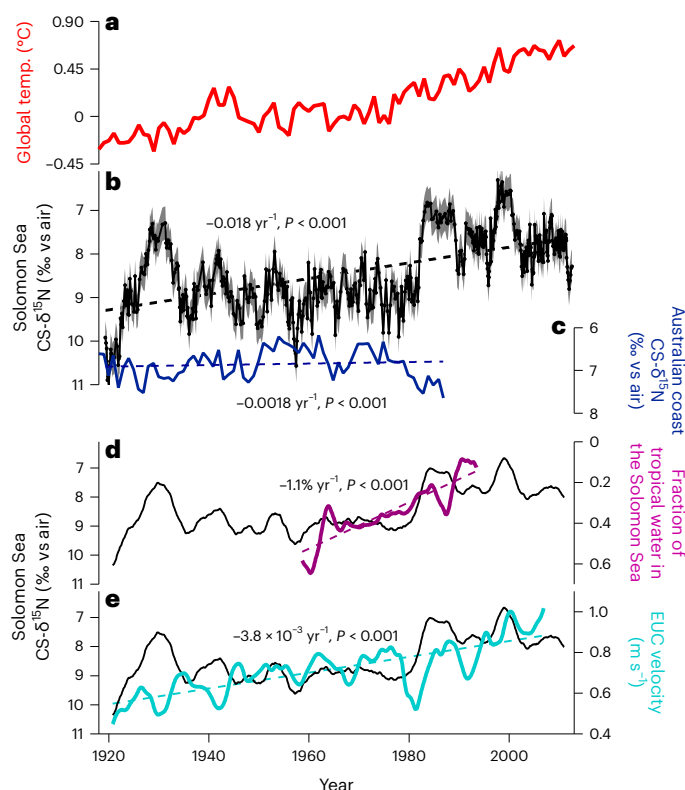 a
Global temp. (°C)
0.90
0.45
0
−0.45
b
Solomon Sea
CS-δ¹⁵N (‰ vs air)
7
8
9
10
11
−0.018 yr⁻¹, P < 0.001
c
Australian coast
CS-δ¹⁵N
(‰ vs air)
6
7
8
−0.0018 yr⁻¹, P < 0.001
d
Solomon Sea
CS-δ¹⁵N (‰ vs air)
7
8
9
10
11
−1.1% yr⁻¹, P < 0.001
0
0.2
0.4
0.6
Fraction of
tropical water in
the Solomon Sea
e
7
8
9
10
11
−3.8 × 10⁻³ yr⁻¹, P < 0.001
1.0
0.8
0.6
0.4
EUC velocity
(m s⁻¹)
1920
1940
1960
1980
2000
Year